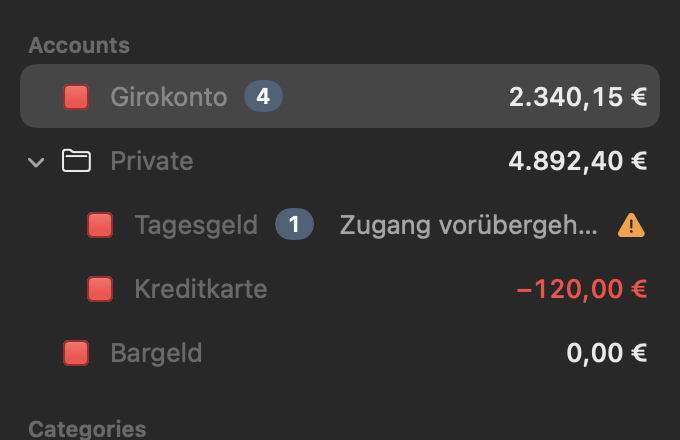 Accounts
Girokonto 4 2.340,15 €
Private 4.892,40 €
Tagesgeld 1 Zugang vorübergeh...
Kreditkarte −120,00 €
Bargeld 0,00 €
Categories